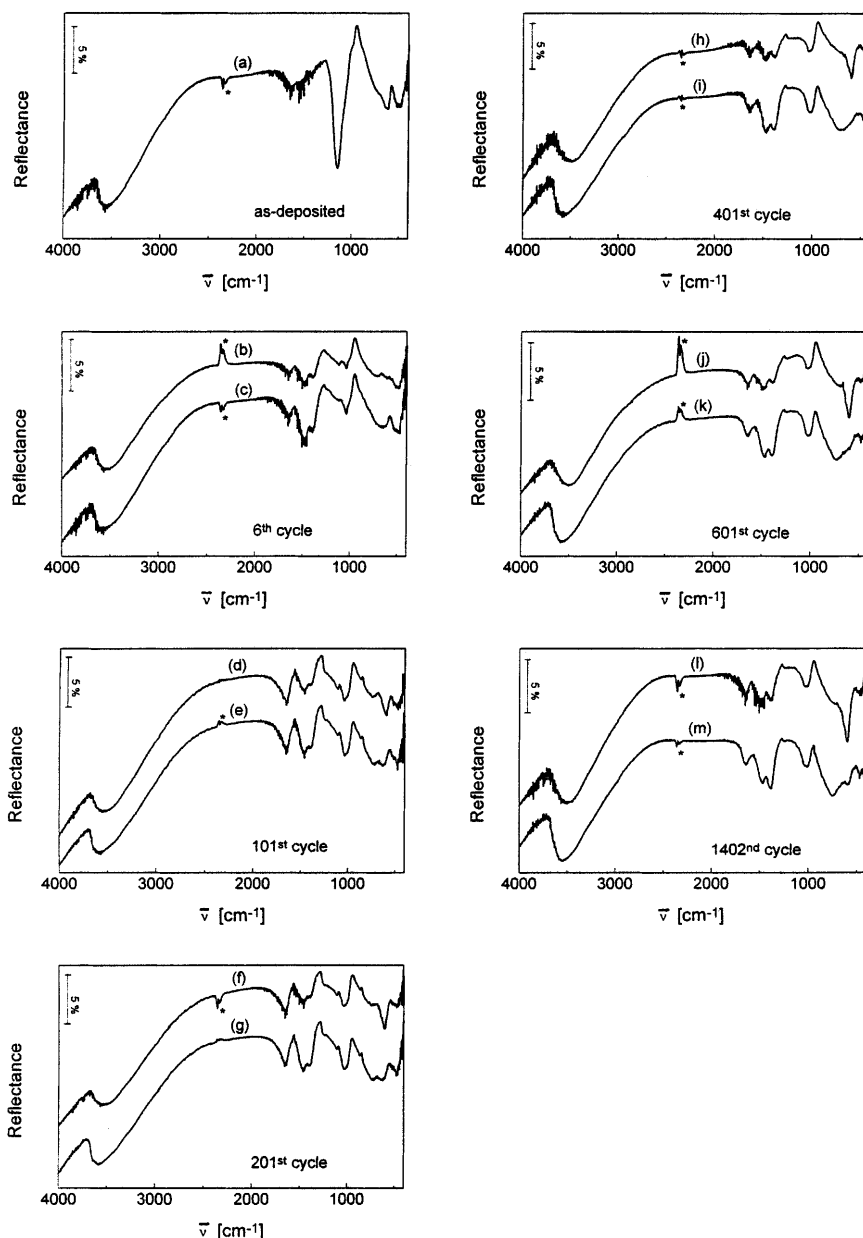 5 %
(a)
*
Reflectance
as-deposited
4000 3000 2000 1000
ν̅ [cm-1]
5 %
(b)
*
(c)
*
Reflectance
6th cycle
4000 3000 2000 1000
ν̅ [cm-1]
5 %
(d)
(e)
*
Reflectance
101st cycle
4000 3000 2000 1000
ν̅ [cm-1]
5 %
(f)
*
(g)
Reflectance
201st cycle
4000 3000 2000 1000
ν̅ [cm-1]
5 %
(h)
*
(i)
*
Reflectance
401st cycle
4000 3000 2000 1000
ν̅ [cm-1]
5 %
(j)
*
(k)
*
Reflectance
601st cycle
4000 3000 2000 1000
ν̅ [cm-1]
5 %
(l)
*
(m)
*
Reflectance
1402nd cycle
4000 3000 2000 1000
ν̅ [cm-1]